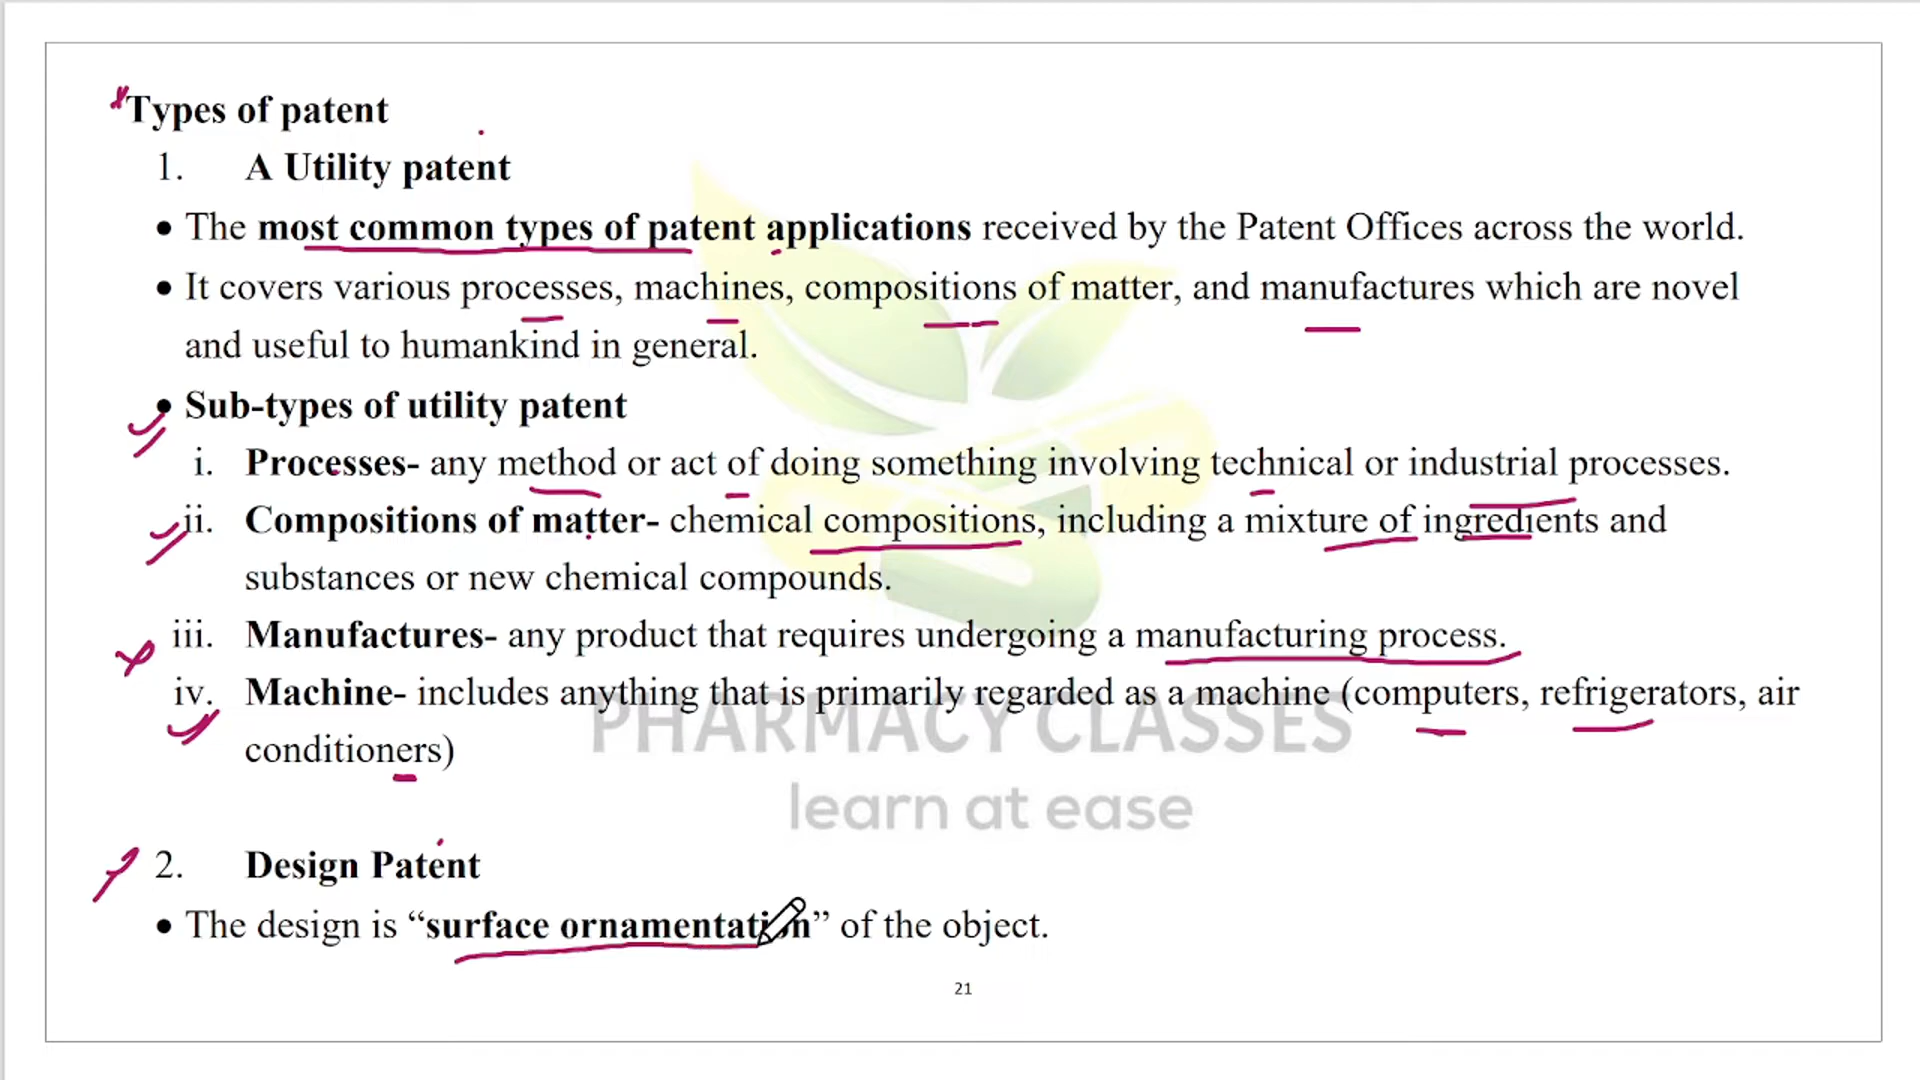 Types of patent
1. A Utility patent
• The most common types of patent applications received by the Patent Offices across the world.
• It covers various processes, machines, compositions of matter, and manufactures which are novel
and useful to humankind in general.
• Sub-types of utility patent
i. Processes- any method or act of doing something involving technical or industrial processes.
ii. Compositions of matter- chemical compositions, including a mixture of ingredients and
substances or new chemical compounds.
iii. Manufactures- any product that requires undergoing a manufacturing process.
iv. Machine- includes anything that is primarily regarded as a machine (computers, refrigerators, air
PHARMACY CLASSES
conditioners)
learn at ease
2. Design Patent
• The design is “surface ornamentation” of the object.
21